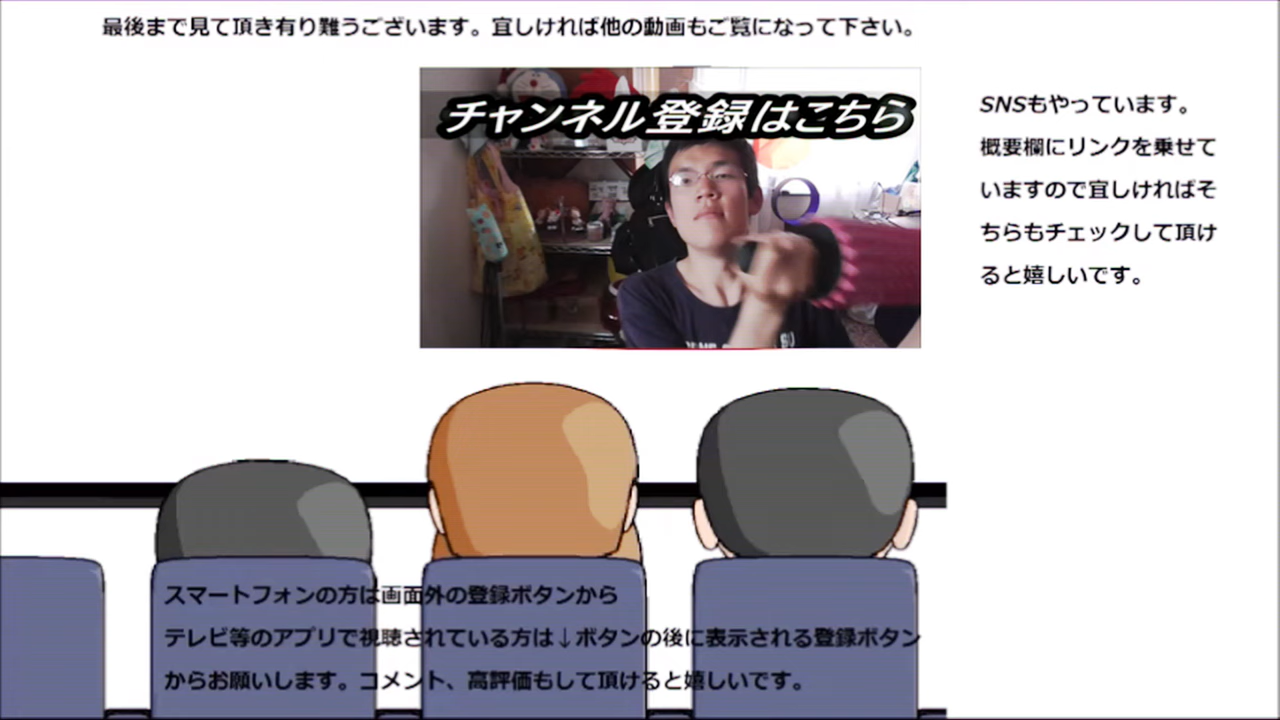 最後まで見て頂き有り難うございます。宜しければ他の動画もご覧になって下さい。
チャンネル登録はこちら
SNSもやっています。
概要欄にリンクを乗せて
いますので宜しければそ
ちらもチェックして頂け
ると嬉しいです。
スマートフォンの方は画面外の登録ボタンから
テレビ等のアプリで視聴されている方は↓ボタンの後に表示される登録ボタン
からお願いします。コメント、高評価もして頂けると嬉しいです。